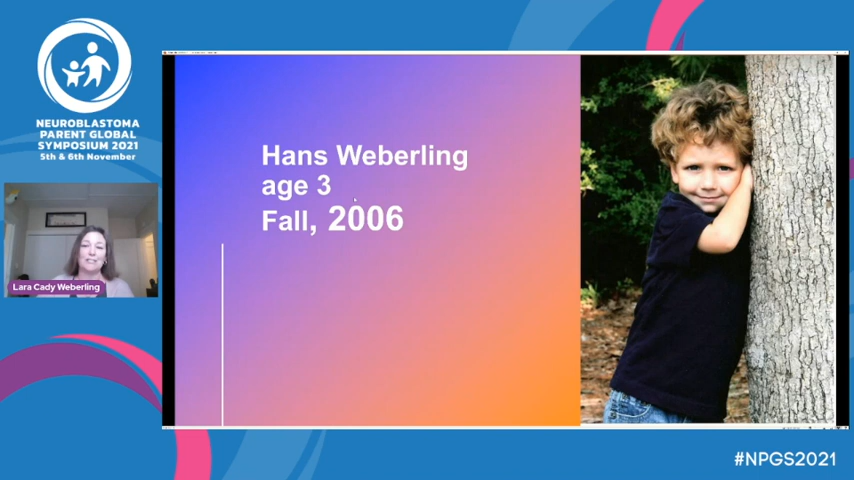 NEUROBLASTOMA
PARENT GLOBAL
SYMPOSIUM 2021
5th & 6th November
Hans Weberling
age 3
Fall, 2006
Lara Cady Weberling
#NPGS2021